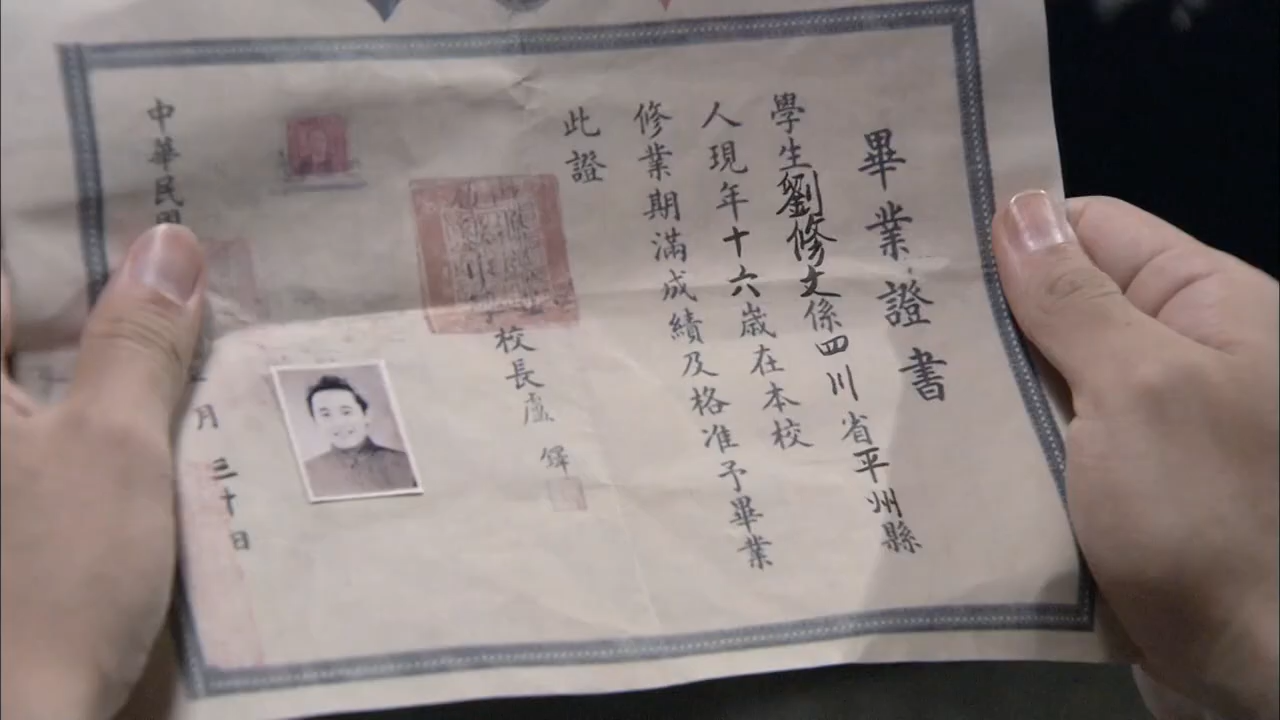 畢業證書
學生劉修文係四川省平州縣
人現年十六歲在本校
修業期滿成績及格准予畢業
此證
校長盧
中華民國
月三十日